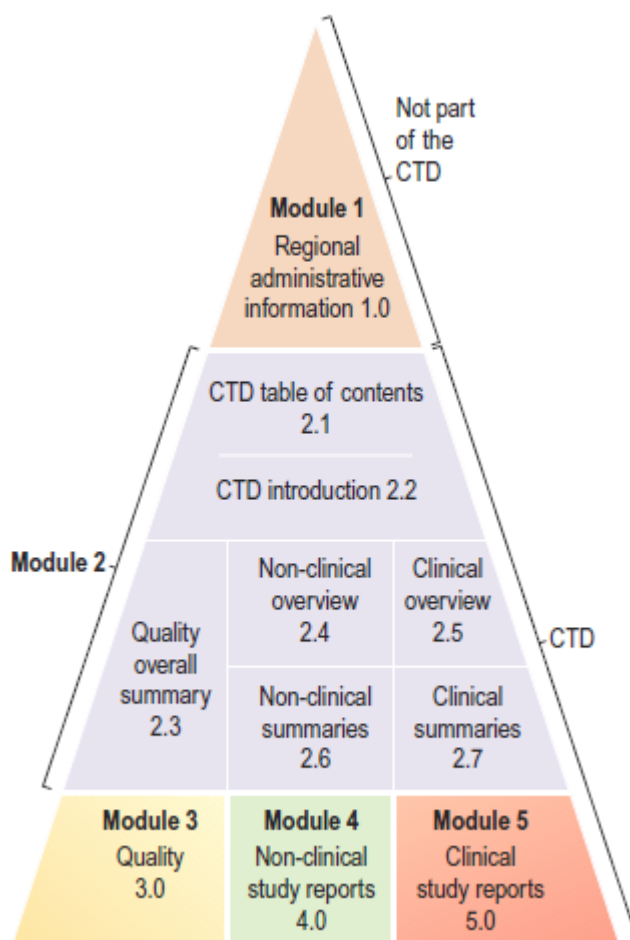 Not part
of the
CTD
Module 1
Regional
administrative
information 1.0
CTD table of contents
2.1
CTD introduction 2.2
Module 2
Quality
overall
summary
2.3
Non-clinical
overview
2.4
Clinical
overview
2.5
Non-clinical
summaries
2.6
Clinical
summaries
2.7
CTD
Module 3
Quality
3.0
Module 4
Non-clinical
study reports
4.0
Module 5
Clinical
study reports
5.0